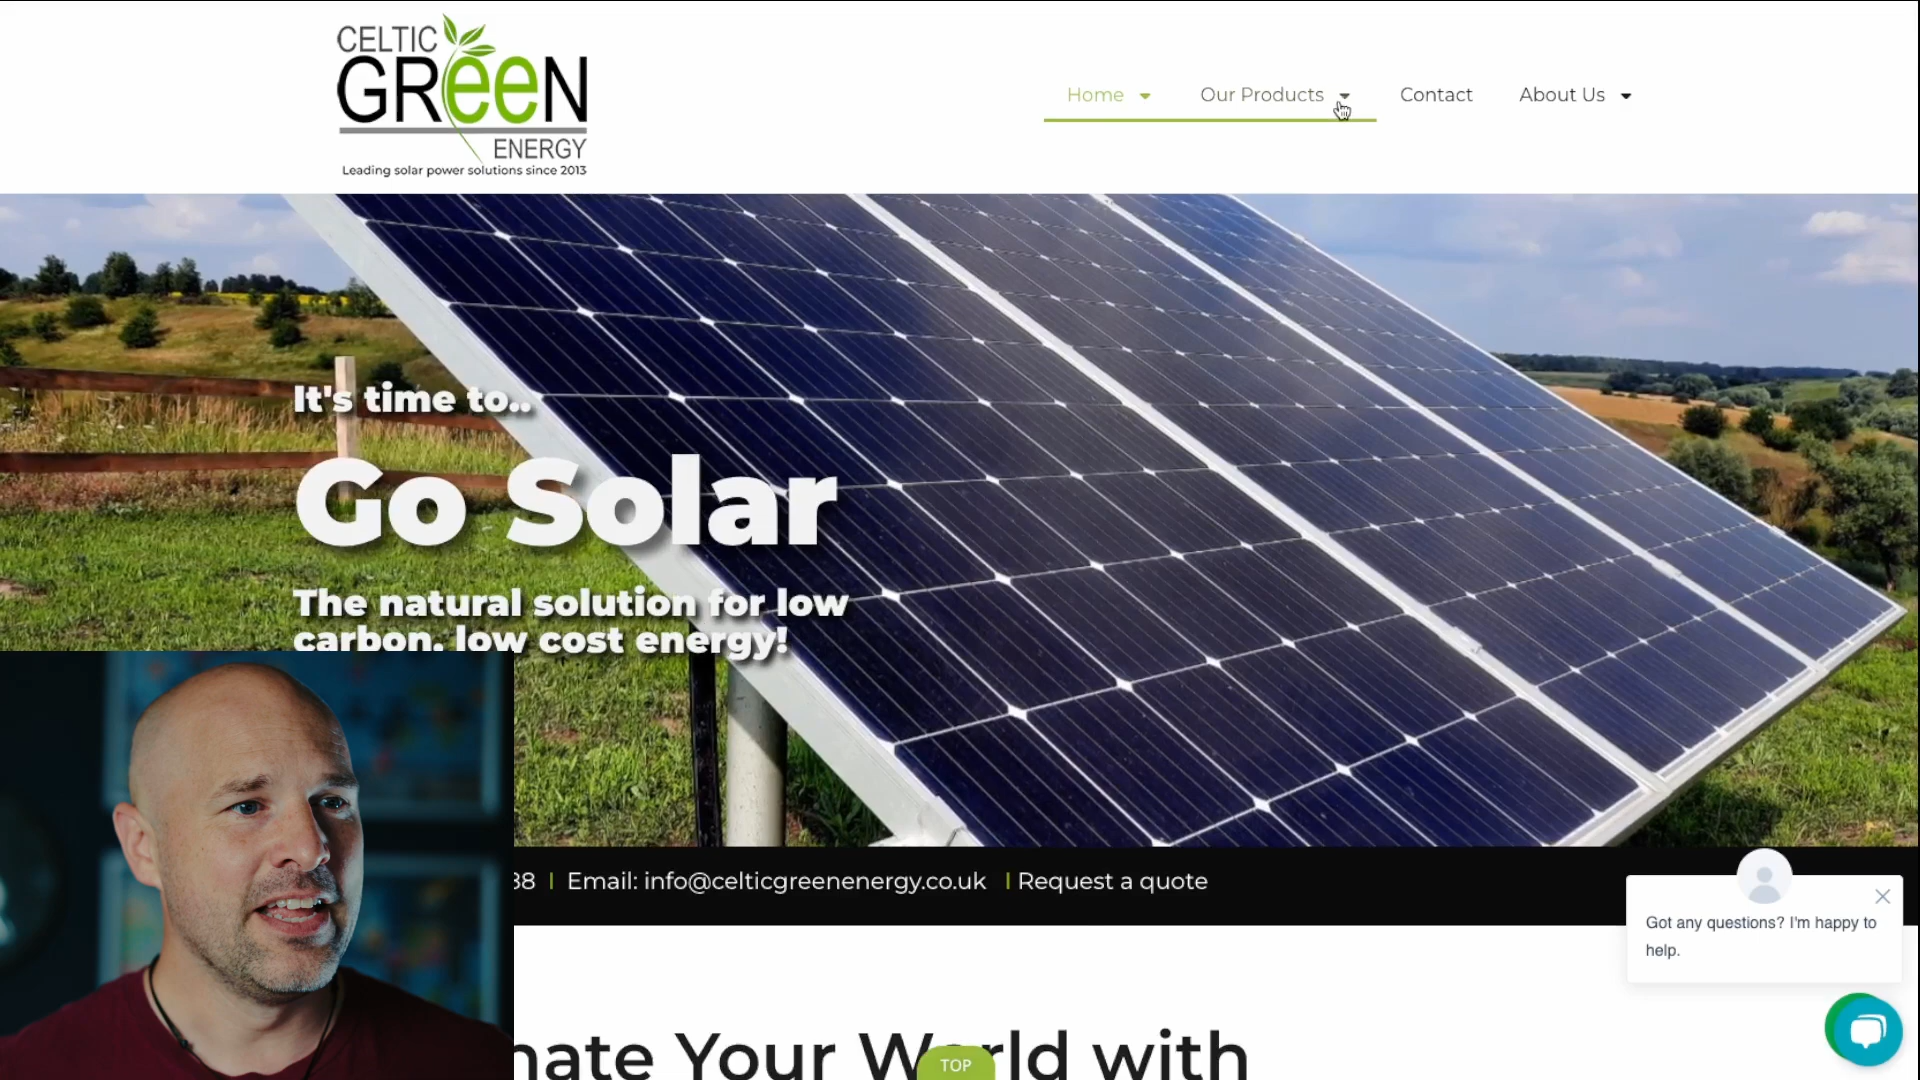 CELTIC
GREEN
ENERGY
Leading solar power solutions since 2013
Home
Our Products
Contact
About Us
It's time to..
Go Solar
The natural solution for low
carbon, low cost energy!
38 | Email: info@celticgreenenergy.co.uk | Request a quote
Got any questions? I'm happy to
help.
Your World with
TOP